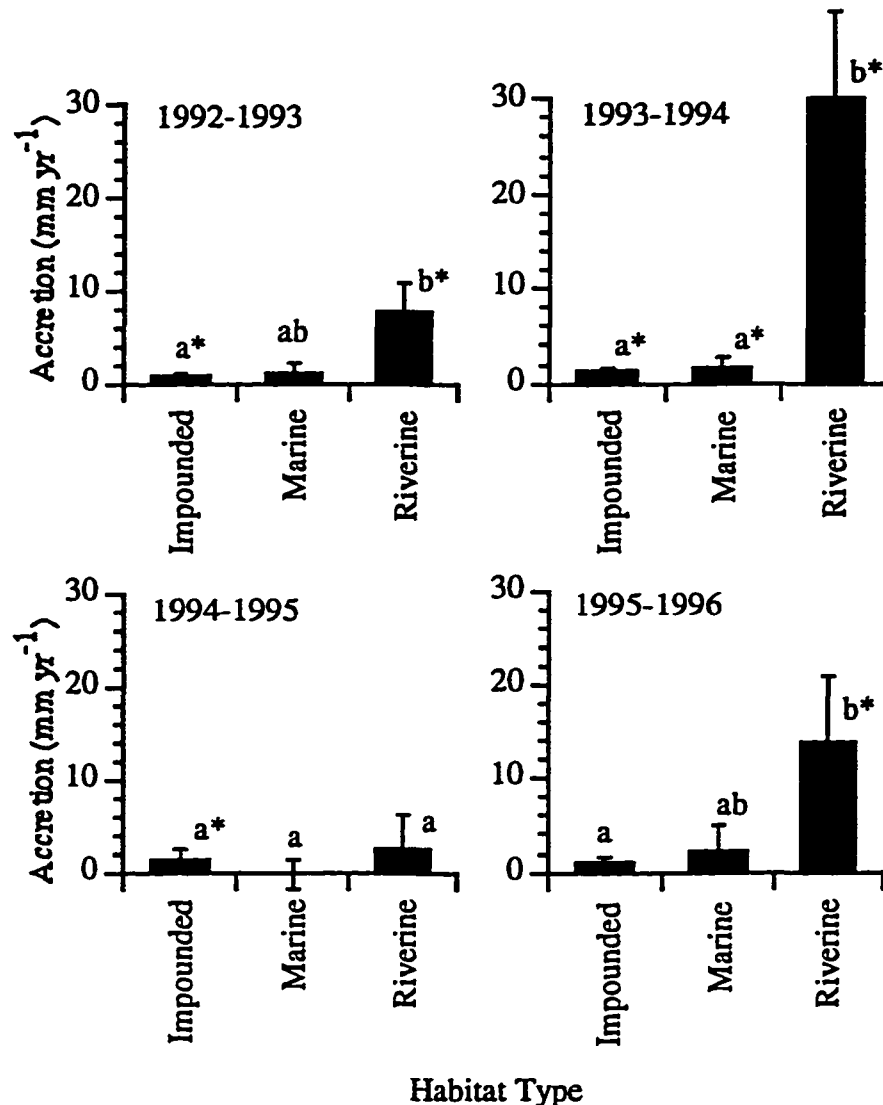 Accretion (mm yr⁻¹)
30
20
10
0
1992-1993
a*
ab
b*
Impounded
Marine
Riverine
30
20
10
0
1993-1994
a*
a*
b*
Impounded
Marine
Riverine
Accretion (mm yr⁻¹)
30
20
10
0
1994-1995
a*
a
a
Impounded
Marine
Riverine
30
20
10
0
1995-1996
a
ab
b*
Impounded
Marine
Riverine
Habitat Type